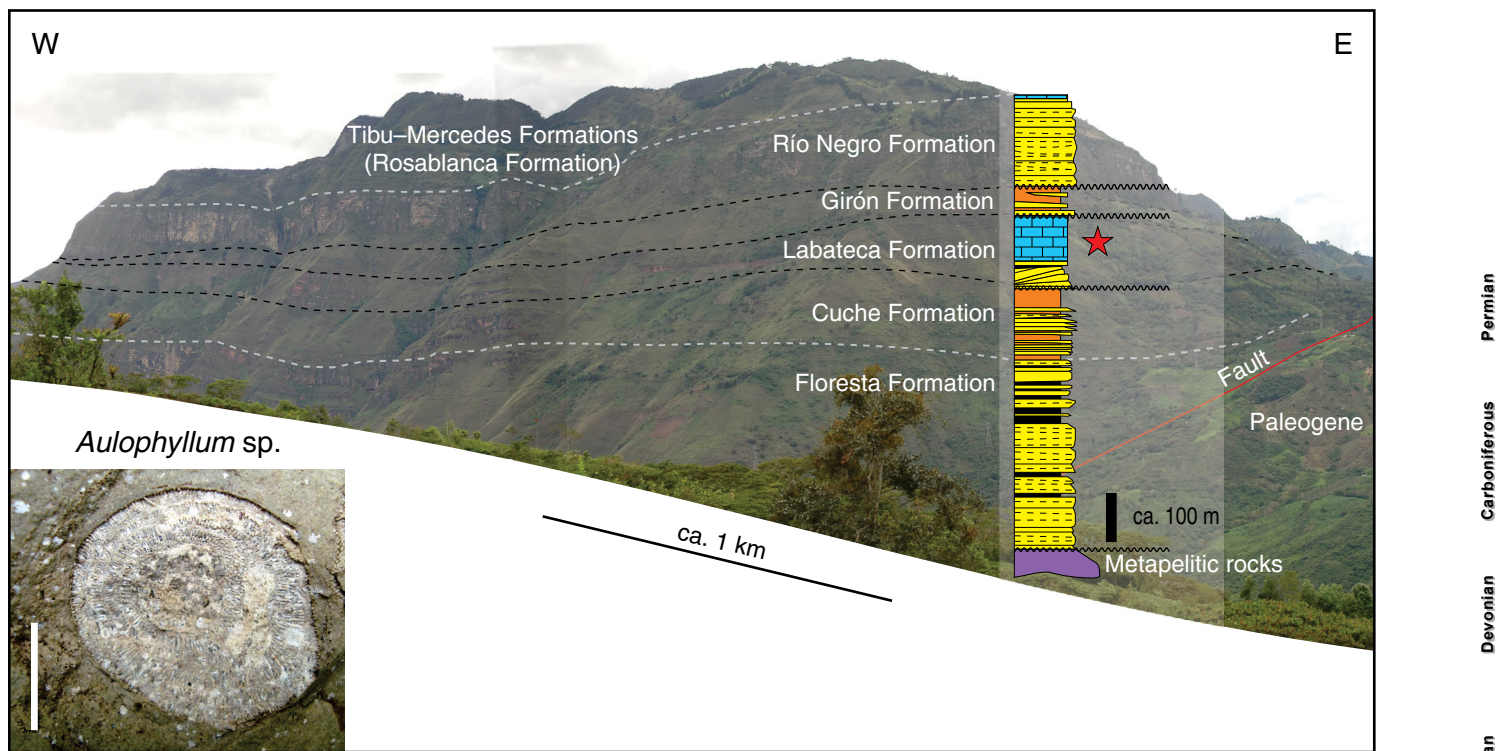 W
E
Tibu–Mercedes Formations
(Rosablanca Formation)
Río Negro Formation
Girón Formation
Labateca Formation
Cuche Formation
Floresta Formation
Fault
Paleogene
ca. 100 m
Metapelitic rocks
ca. 1 km
Aulophyllum sp.
Permian
Carboniferous
Devonian